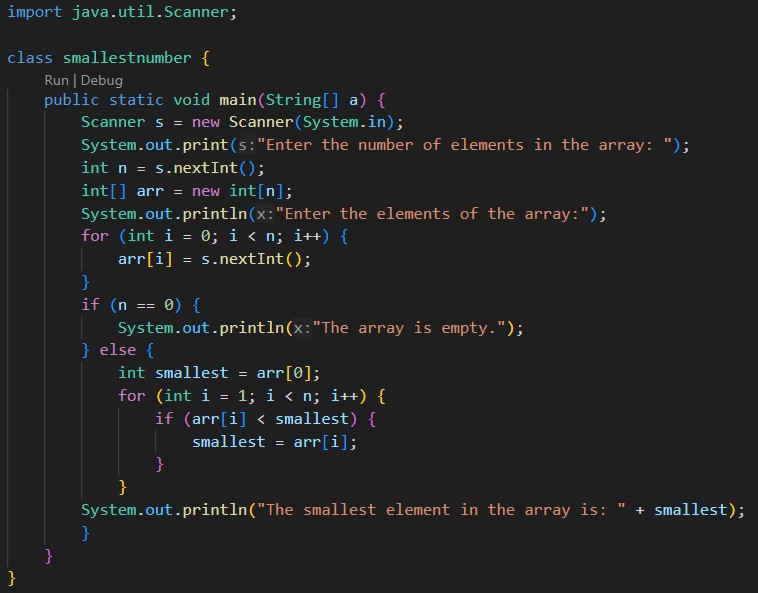 import java.util.Scanner;
class smallestnumber {
Run | Debug
public static void main(String[] a) {
Scanner s = new Scanner(System.in);
System.out.print(s:"Enter the number of elements in the array: ");
int n = s.nextInt();
int[] arr = new int[n];
System.out.println(x:"Enter the elements of the array:");
for (int i = 0; i < n; i++) {
arr[i] = s.nextInt();
}
if (n == 0) {
System.out.println(x:"The array is empty.");
} else {
int smallest = arr[0];
for (int i = 1; i < n; i++) {
if (arr[i] < smallest) {
smallest = arr[i];
}
}
System.out.println("The smallest element in the array is: " + smallest);
}
}
}